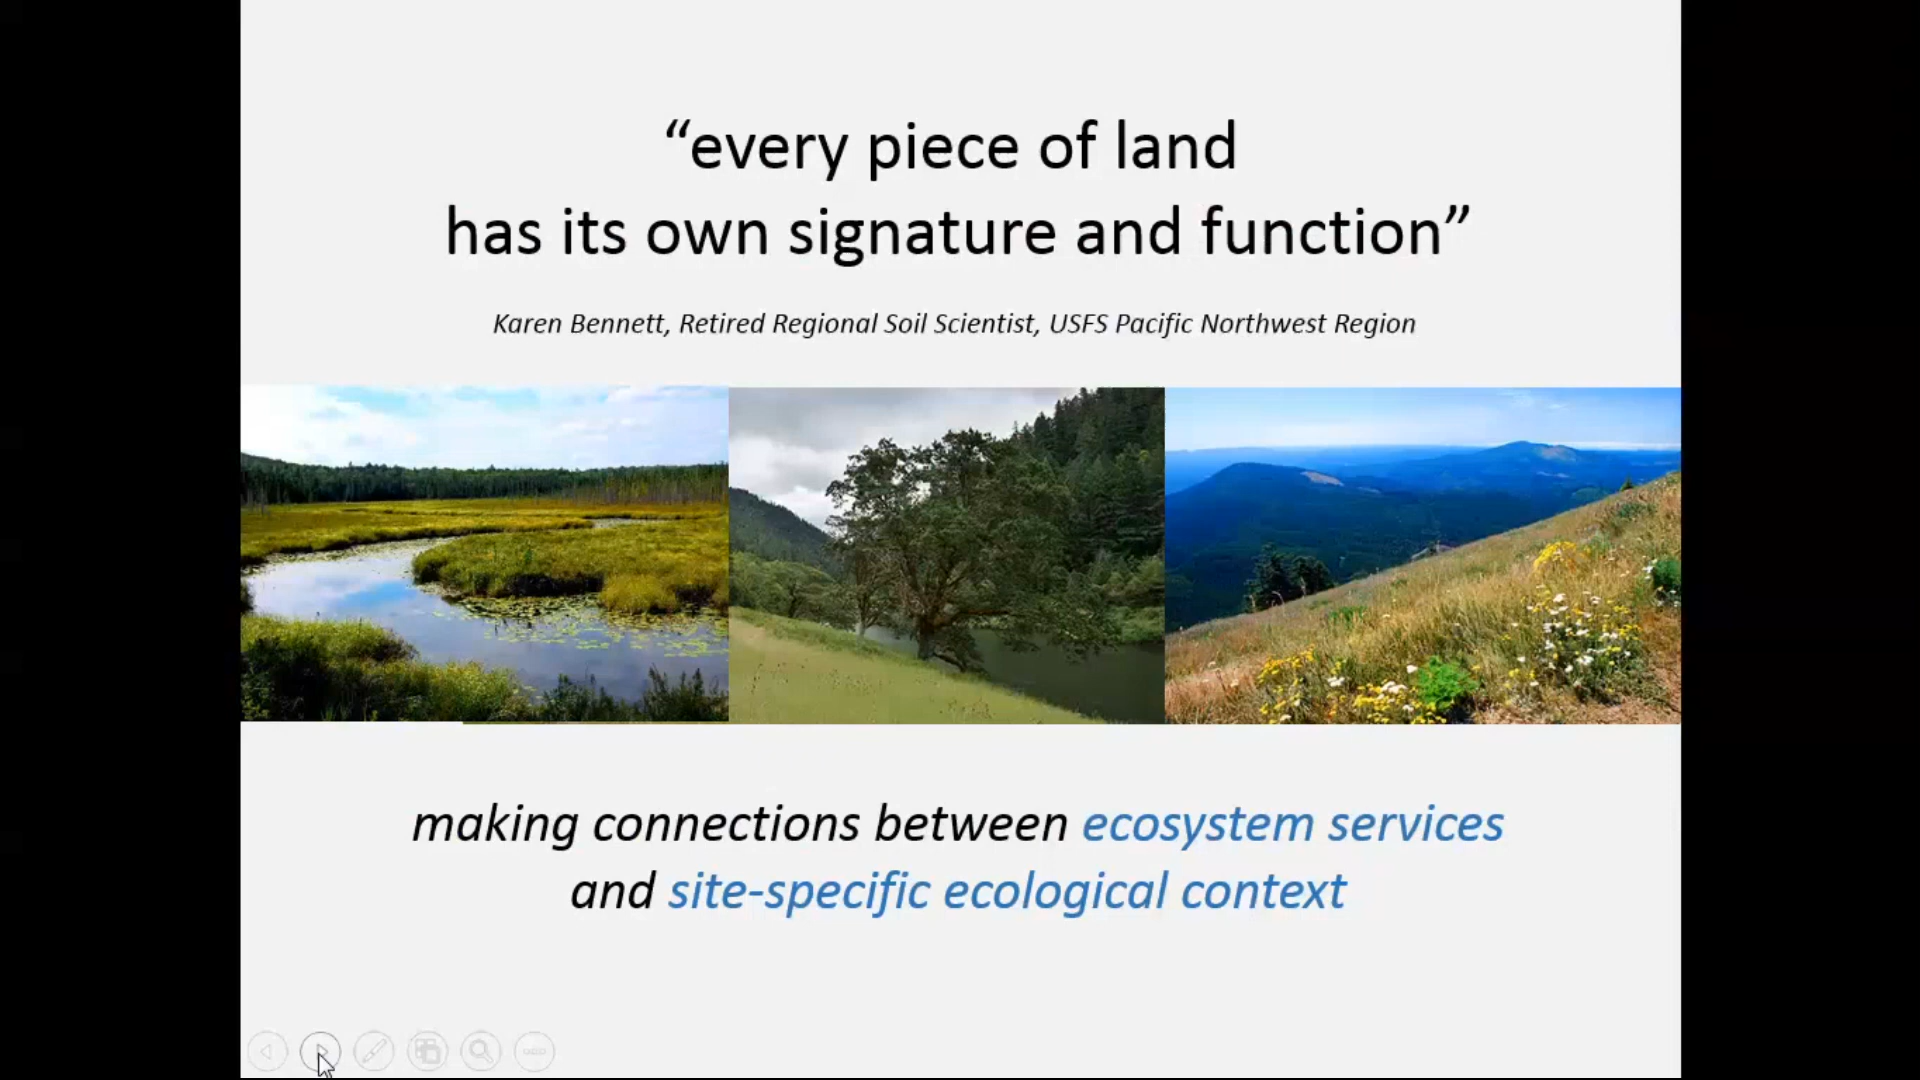 “every piece of land
has its own signature and function”
Karen Bennett, Retired Regional Soil Scientist, USFS Pacific Northwest Region
making connections between ecosystem services
and site-specific ecological context